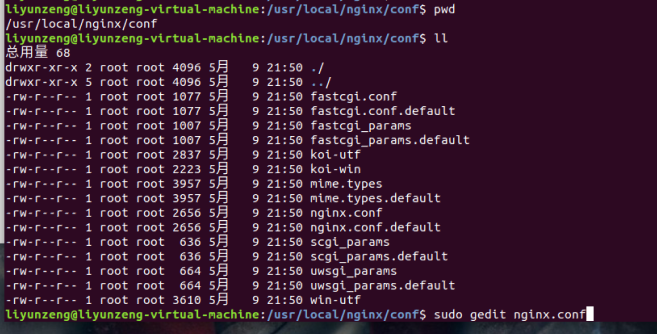 liyunzeng@liyunzeng-virtual-machine:/usr/local/nginx/conf$ pwd
/usr/local/nginx/conf
liyunzeng@liyunzeng-virtual-machine:/usr/local/nginx/conf$ ll
总用量 68
drwxr-xr-x 2 root root 4096 5月   9 21:50 ./
drwxr-xr-x 5 root root 4096 5月   9 21:50 ../
-rw-r--r-- 1 root root 1077 5月   9 21:50 fastcgi.conf
-rw-r--r-- 1 root root 1077 5月   9 21:50 fastcgi.conf.default
-rw-r--r-- 1 root root 1007 5月   9 21:50 fastcgi_params
-rw-r--r-- 1 root root 1007 5月   9 21:50 fastcgi_params.default
-rw-r--r-- 1 root root 2837 5月   9 21:50 koi-utf
-rw-r--r-- 1 root root 2223 5月   9 21:50 koi-win
-rw-r--r-- 1 root root 3957 5月   9 21:50 mime.types
-rw-r--r-- 1 root root 3957 5月   9 21:50 mime.types.default
-rw-r--r-- 1 root root 2656 5月   9 21:50 nginx.conf
-rw-r--r-- 1 root root 2656 5月   9 21:50 nginx.conf.default
-rw-r--r-- 1 root root  636 5月   9 21:50 scgi_params
-rw-r--r-- 1 root root  636 5月   9 21:50 scgi_params.default
-rw-r--r-- 1 root root  664 5月   9 21:50 uwsgi_params
-rw-r--r-- 1 root root  664 5月   9 21:50 uwsgi_params.default
-rw-r--r-- 1 root root 3610 5月   9 21:50 win-utf
liyunzeng@liyunzeng-virtual-machine:/usr/local/nginx/conf$ sudo gedit nginx.conf